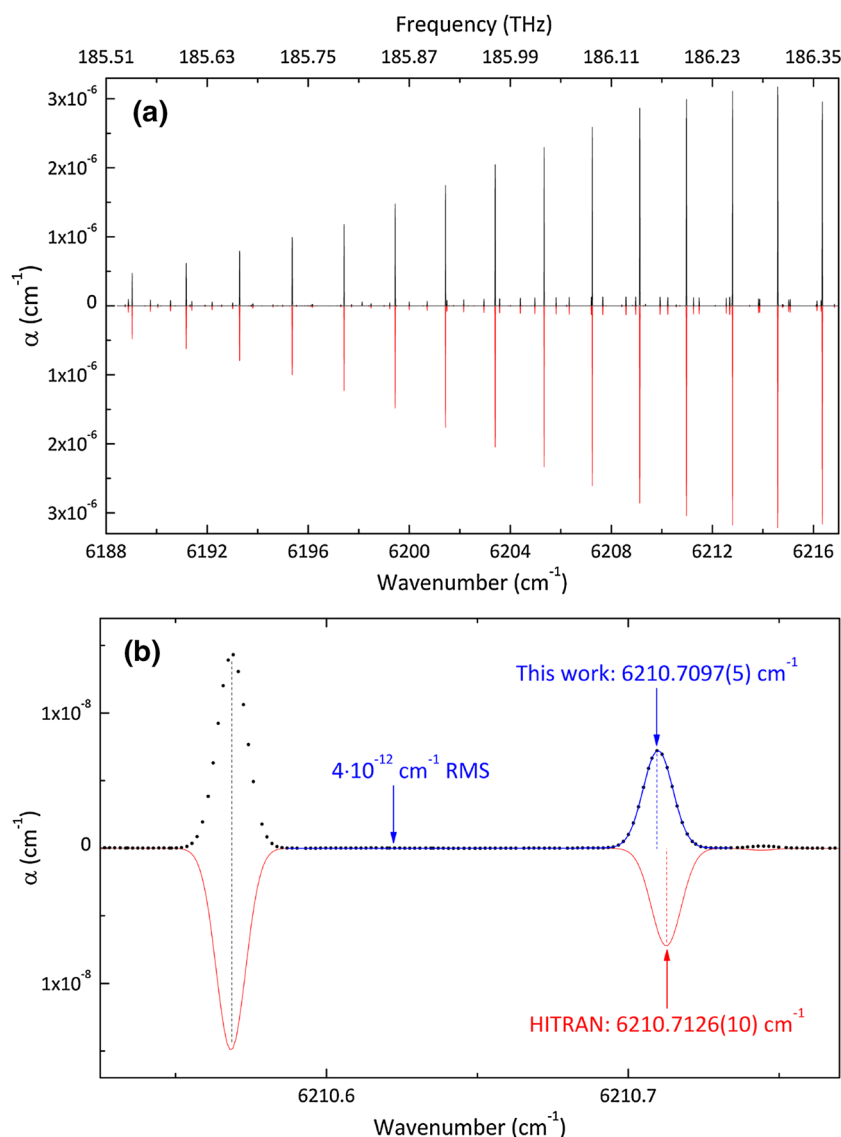 Frequency (THz)
185.51 185.63 185.75 185.87 185.99 186.11 186.23 186.35
(a)
3x10⁻⁶
2x10⁻⁶
1x10⁻⁶
0
1x10⁻⁶
2x10⁻⁶
3x10⁻⁶
α (cm⁻¹)
6188 6192 6196 6200 6204 6208 6212 6216
Wavenumber (cm⁻¹)
(b)
This work: 6210.7097(5) cm⁻¹
4·10⁻¹² cm⁻¹ RMS
1x10⁻⁸
0
1x10⁻⁸
α (cm⁻¹)
HITRAN: 6210.7126(10) cm⁻¹
6210.6 6210.7
Wavenumber (cm⁻¹)